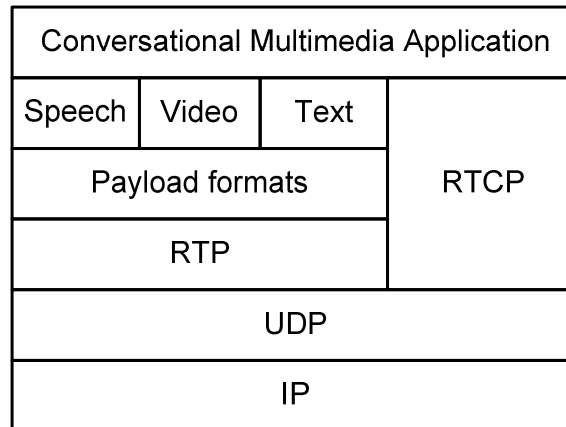 Conversational Multimedia Application
Speech
Video
Text
Payload formats
RTCP
RTP
UDP
IP